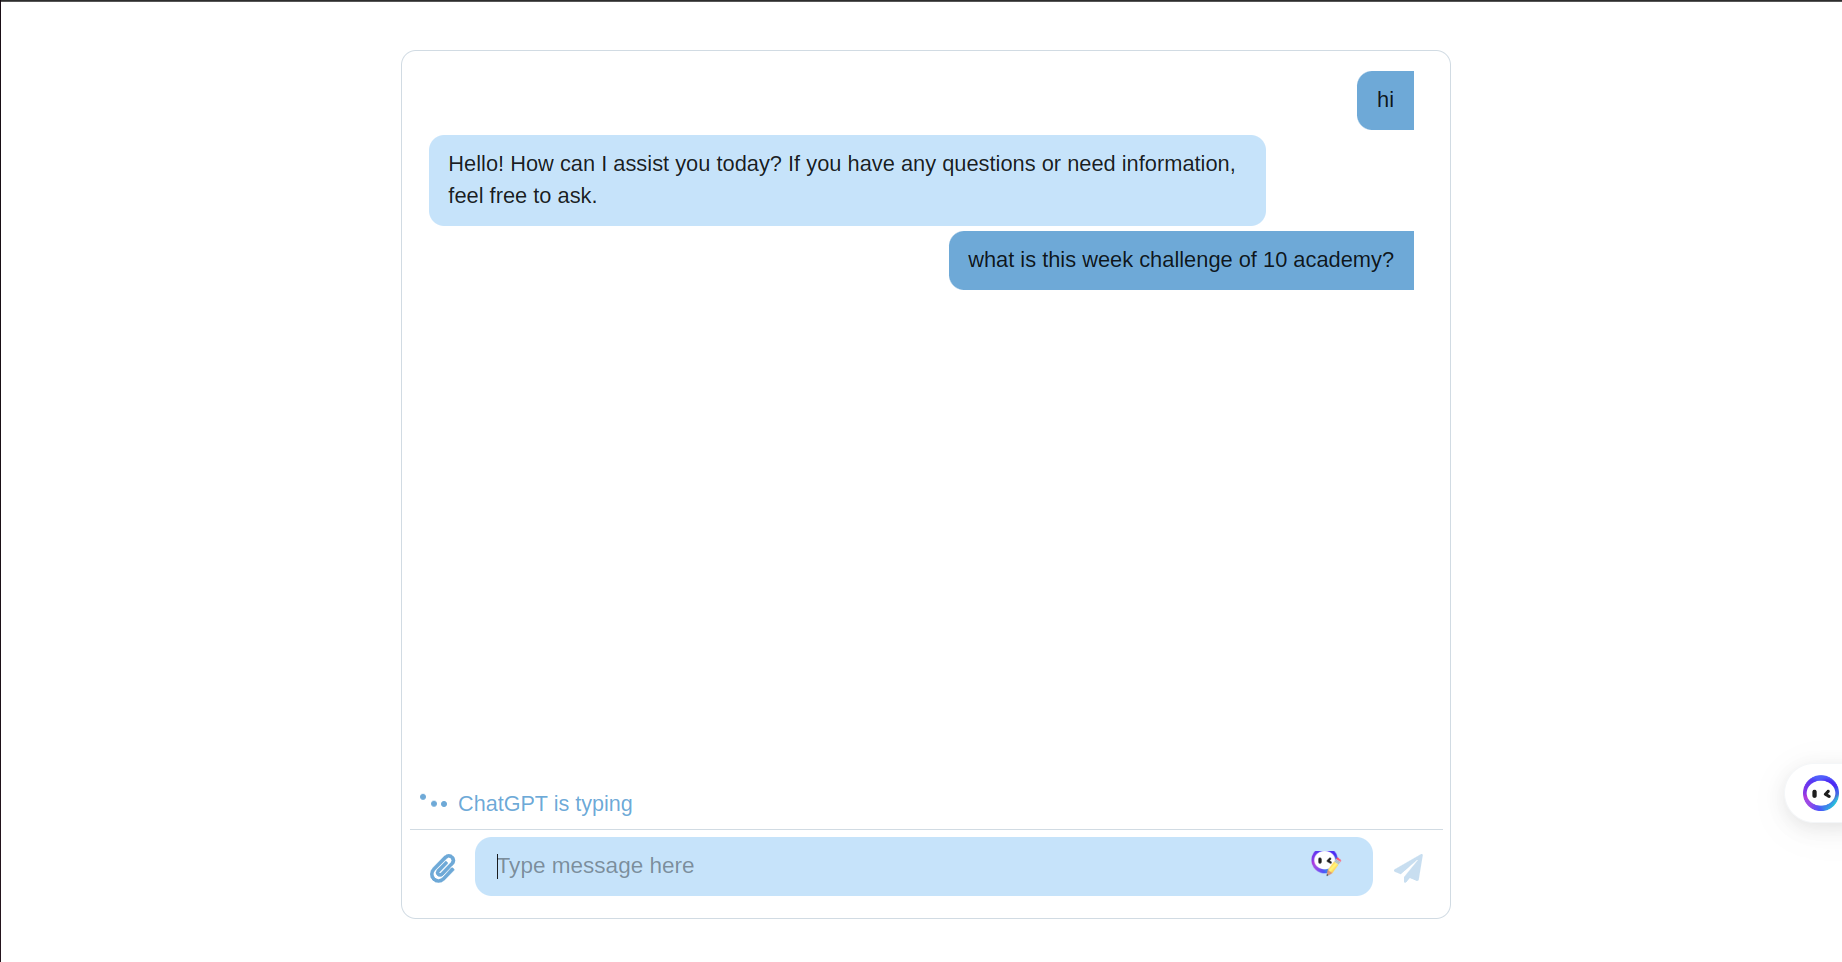 hi
Hello! How can I assist you today? If you have any questions or need information,
feel free to ask.
what is this week challenge of 10 academy?
ChatGPT is typing
Type message here